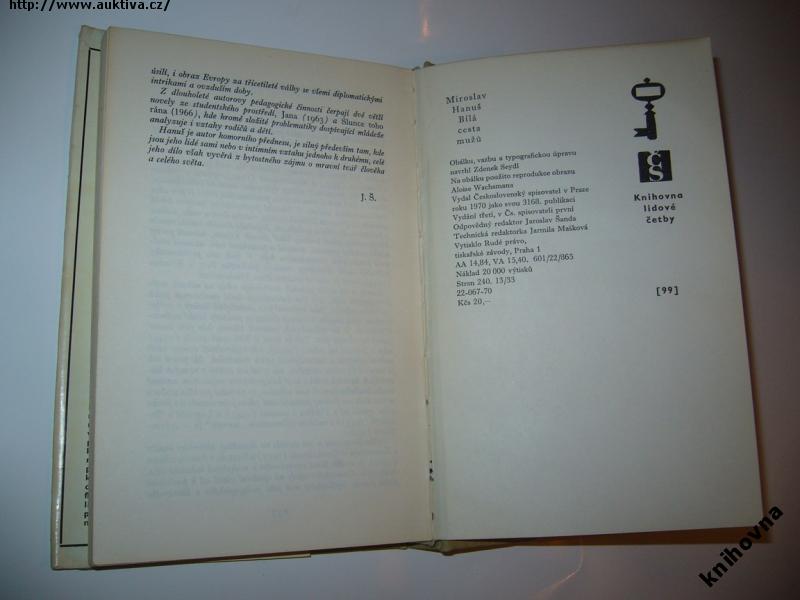 http://www.auktiva.cz/
úsilí, i obraz Evropy za třicetileté války se všemi diplomatickými
intrikami a ovzduším doby.
Z dlouholeté autorovy pedagogické činnosti čerpají dvě větší
novely ze studentského prostředí, Jana (1963) a Slunce toho
rána (1966), kde kromě složité problematiky dospívající mládeže
analyzuje i vztahy rodičů a dětí.
Hanuš je autor komorního přednesu, je silný především tam, kde
jsou jeho lidé sami nebo v intimním vztahu jednoho k druhému, celé
jeho dílo však vyvěrá z bytostného zájmu o mravní tvář člověka
a celého světa.
J. Š.
Miroslav
Hanuš
Bílá
cesta
mužů
Obálku, vazbu a typografickou úpravu
navrhl Zdenek Seydl
Na obálku použito reprodukce obrazu
Aloise Wachsmana
Vydal Československý spisovatel v Praze
roku 1970 jako svou 3168. publikaci
Vydání třetí, v Čs. spisovateli první
Odpovědný redaktor Jaroslav Šanda
Technická redaktorka Jarmila Mašková
Vytisklo Rudé právo,
tiskařské závody, Praha 1
AA 14,84, VA 15,40. 601/22/865
Náklad 20 000 výtisků
Stran 240. 13/33
22-067-70
Kčs 20,—
ČS
Knihovna
lidové
četby
[99]
knihovna